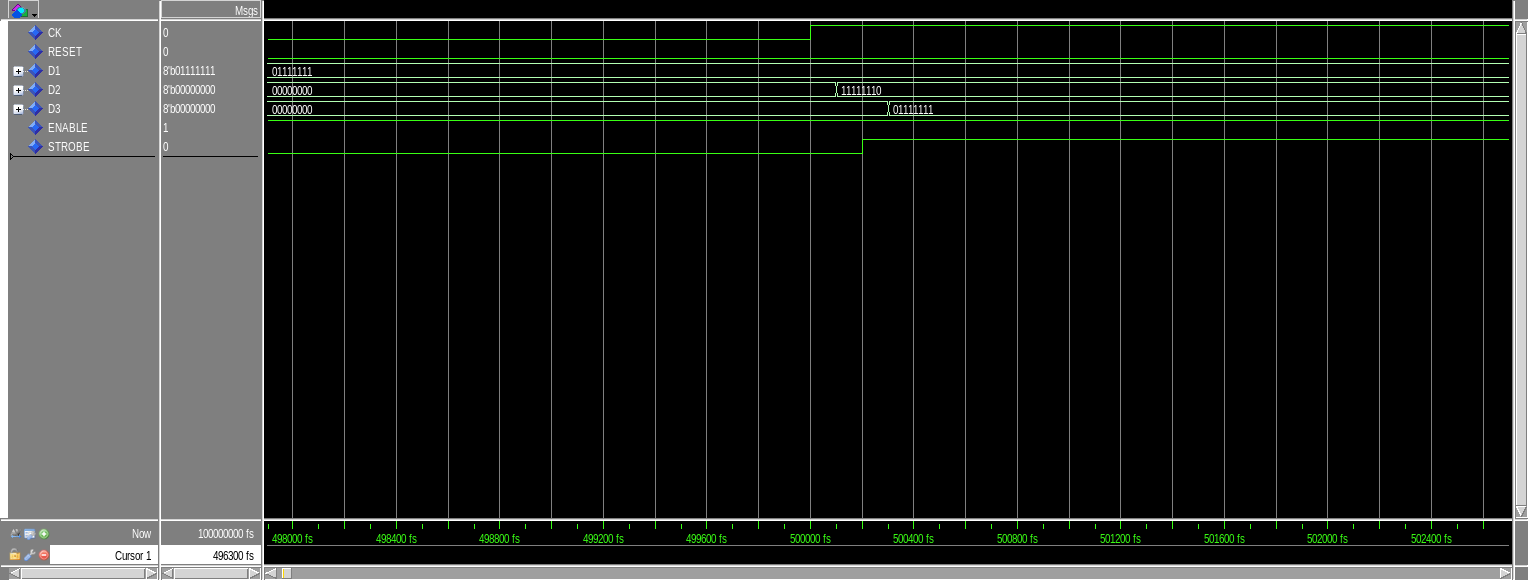 Msgs
CK 0
RESET 0
D1 8'b01111111 01111111
D2 8'b00000000 00000000 11111110
D3 8'b00000000 00000000 01111111
ENABLE 1
STROBE 0
Now 100000000 fs 498000 fs 498400 fs 498800 fs 499200 fs 499600 fs 500000 fs 500400 fs 500800 fs 501200 fs 501600 fs 502000 fs 502400 fs
Cursor 1 496300 fs